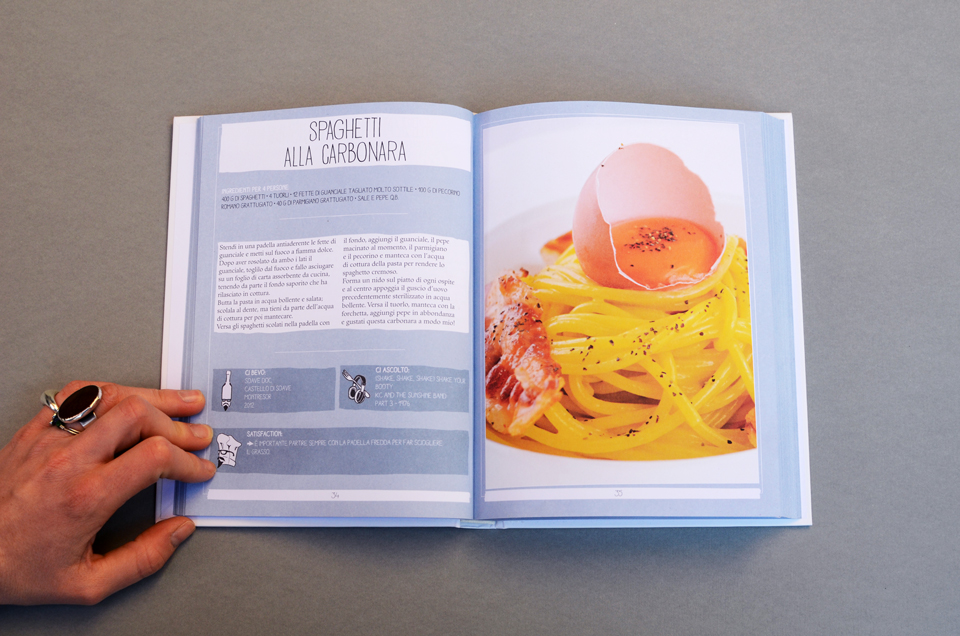 SPAGHETTI
ALLA CARBONARA
INGREDIENTI PER 4 PERSONE:
400 G DI SPAGHETTI • 4 TUORLI • 12 FETTE DI GUANCIALE TAGLIATO MOLTO SOTTILE • 100 G DI PECORINO
ROMANO GRATTUGIATO • 40 G DI PARMIGIANO GRATTUGIATO • SALE E PEPE Q.B.
Stendi in una padella antiaderente le fette di
guanciale e metti sul fuoco a fiamma dolce.
Dopo aver rosolato da ambo i lati il
guanciale, toglilo dal fuoco e fallo asciugare
su un foglio di carta assorbente da cucina,
tenendo da parte il fondo saporito che ha
rilasciato in cottura.
Butta la pasta in acqua bollente e salata;
scolala al dente, ma tieni da parte dell'acqua
di cottura per poi mantecare.
Versa gli spaghetti scolati nella padella con
il fondo, aggiungi il guanciale, il pepe
macinato al momento, il parmigiano
e il pecorino e manteca con l'acqua
di cottura della pasta per rendere lo
spaghetto cremoso.
Forma un nido sul piatto di ogni ospite
e al centro appoggia il guscio d'uovo
precedentemente sterilizzato in acqua
bollente. Versa il tuorlo, manteca con la
forchetta, aggiungi pepe in abbondanza
e gustati questa carbonara a modo mio!
CI BEVO:
SOAVE DOC
CASTELLO DI SOAVE
MONTRESOR
2010
CI ASCOLTO:
(SHAKE, SHAKE, SHAKE) SHAKE YOUR
BOOTY
KC AND THE SUNSHINE BAND
PART 3 - 1976
SATISFACTION:
È IMPORTANTE PARTIRE SEMPRE CON LA PADELLA FREDDA PER FAR SCIOGLIERE
IL GRASSO
34
35